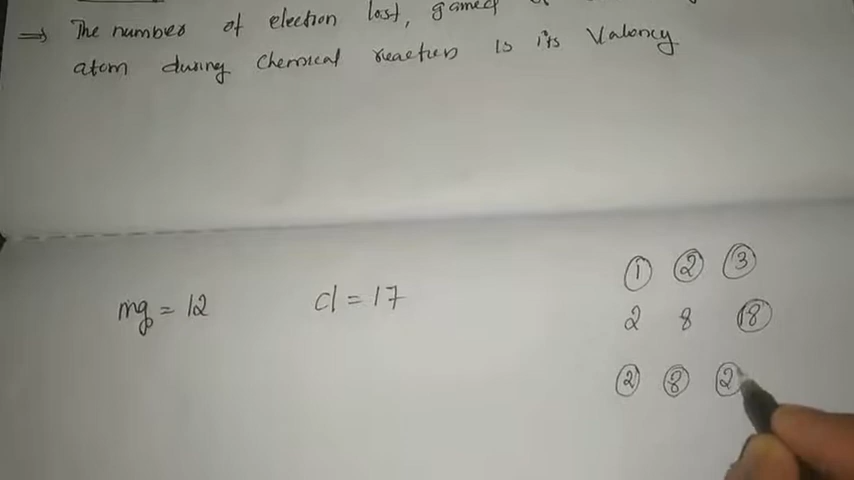 ⇒ The number of election lost, gained
atom during chemical reaction is its Valency
mg = 12 cl = 17
1 2 3
2 8 18
2 8 2